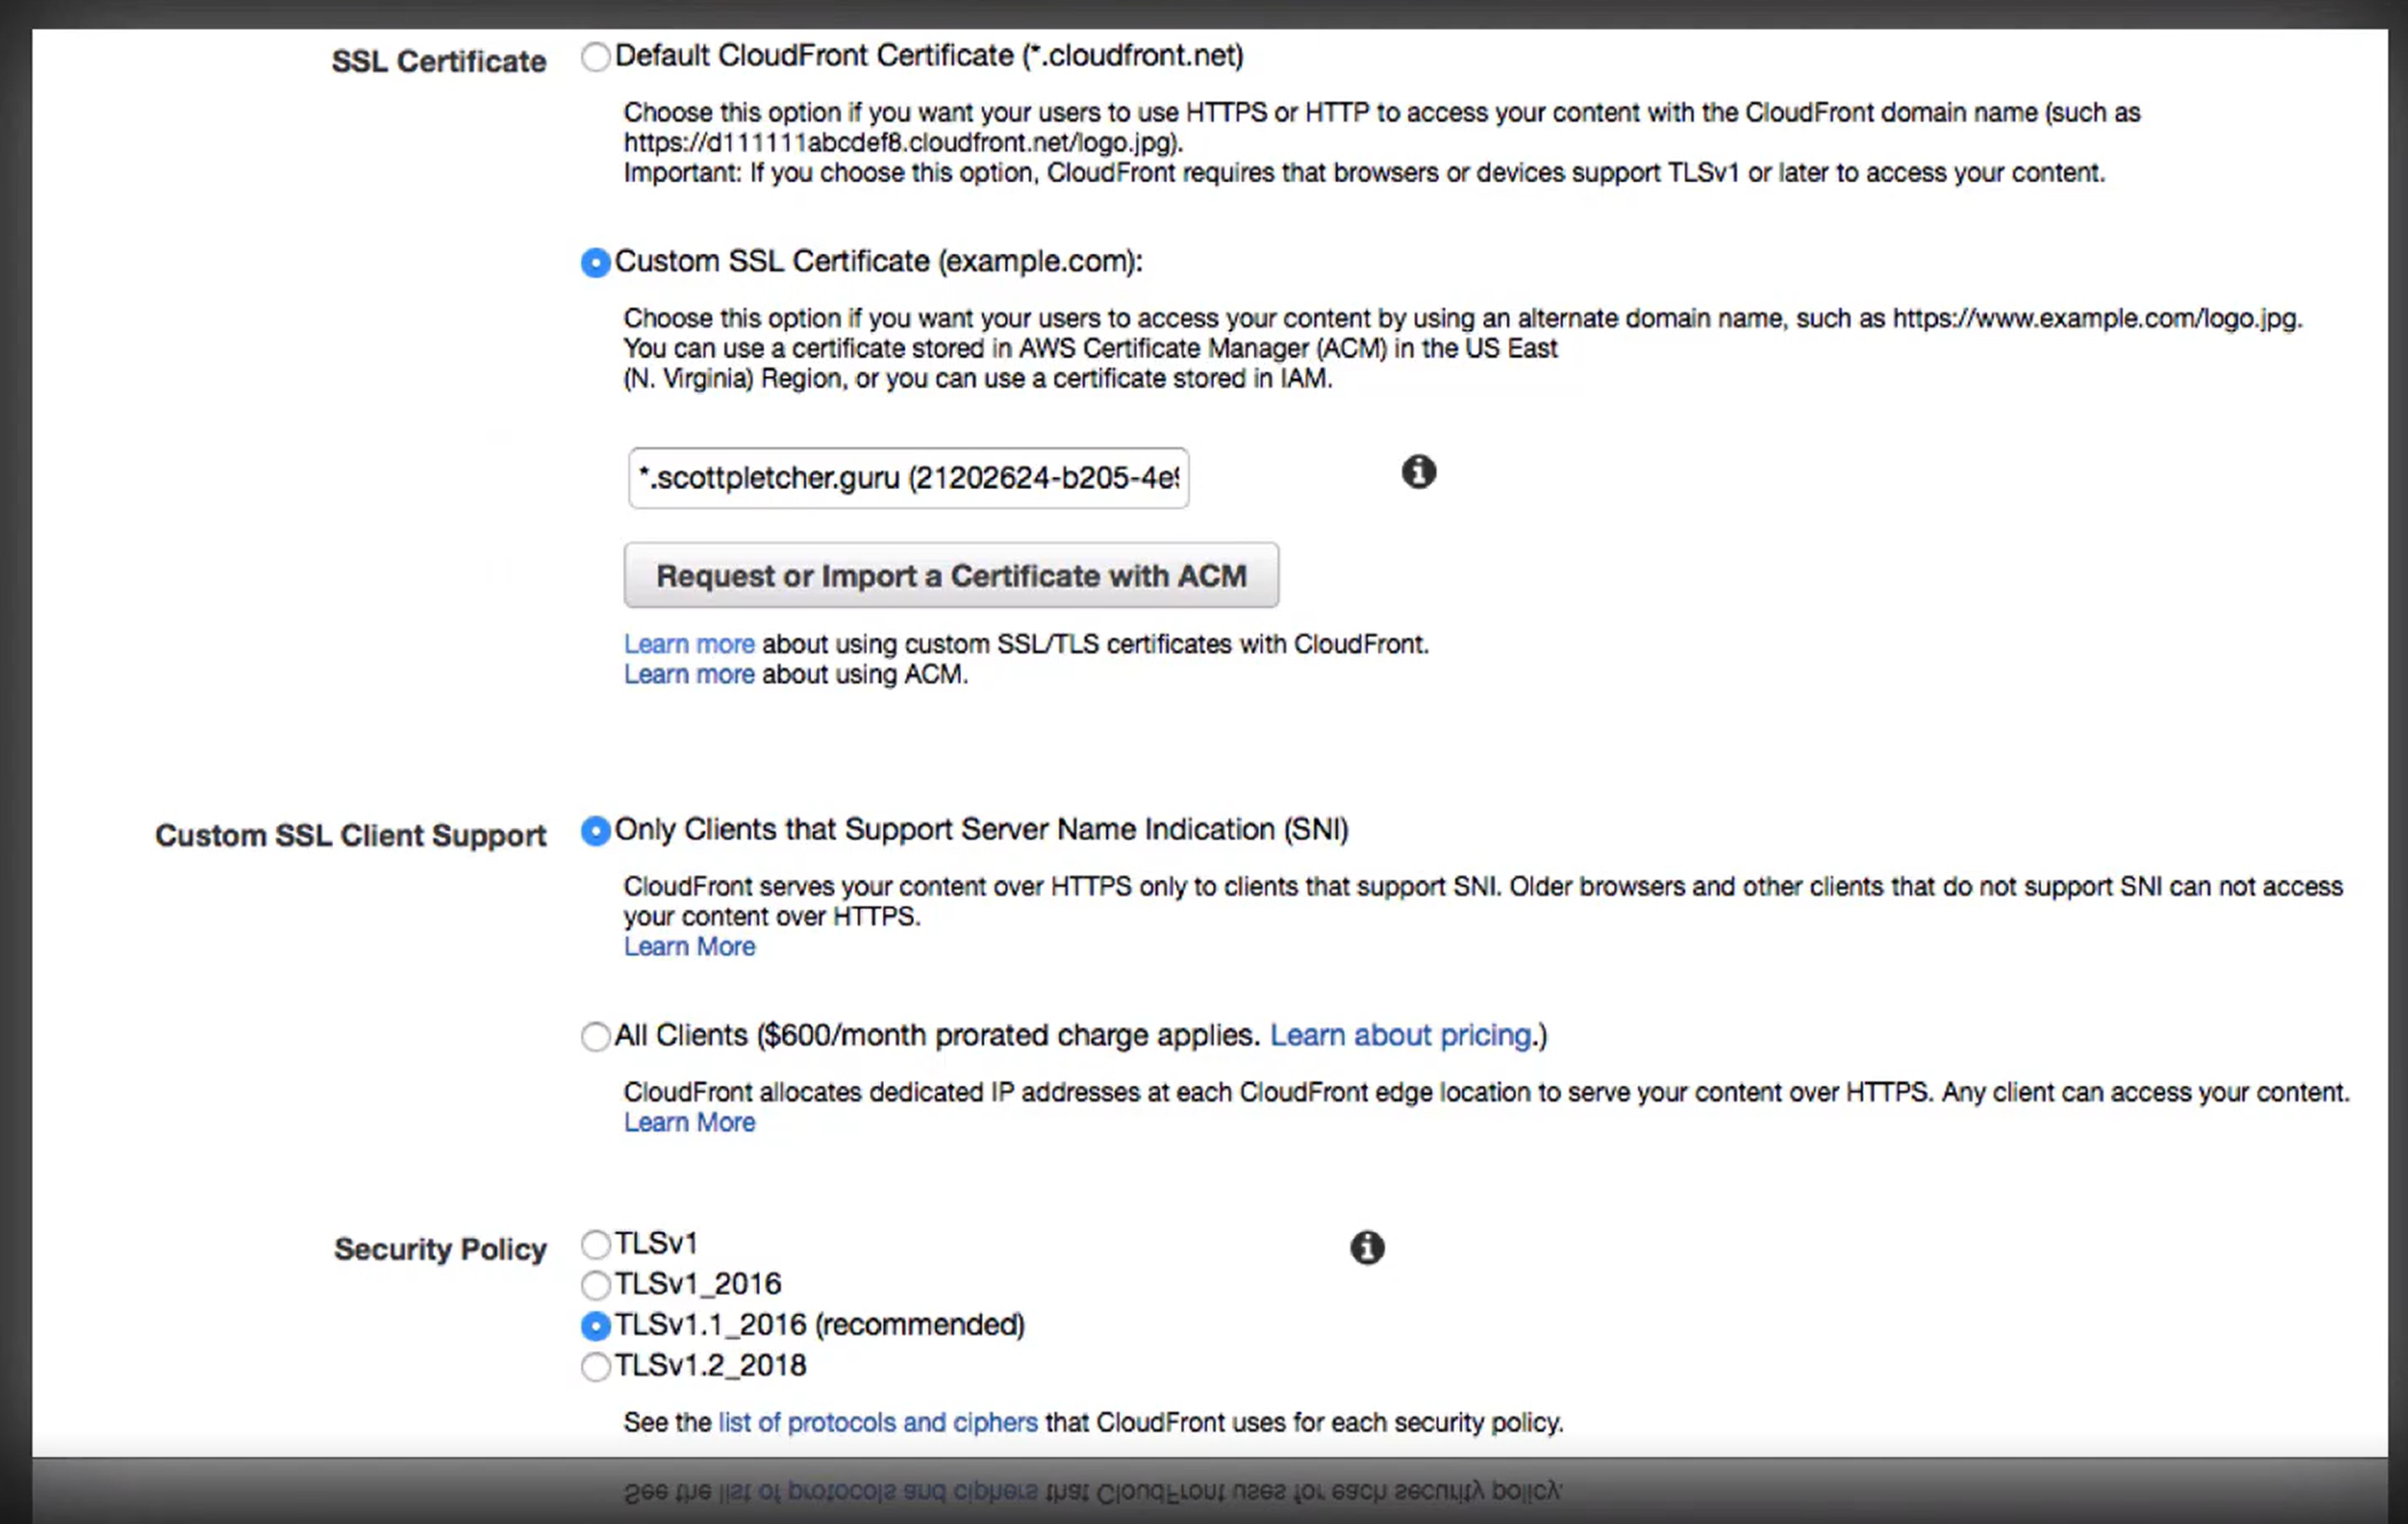 SSL Certificate
Default CloudFront Certificate (*.cloudfront.net)
Choose this option if you want your users to use HTTPS or HTTP to access your content with the CloudFront domain name (such as
https://d111111abcdef8.cloudfront.net/logo.jpg).
Important: If you choose this option, CloudFront requires that browsers or devices support TLSv1 or later to access your content.
Custom SSL Certificate (example.com):
Choose this option if you want your users to access your content by using an alternate domain name, such as https://www.example.com/logo.jpg.
You can use a certificate stored in AWS Certificate Manager (ACM) in the US East
(N. Virginia) Region, or you can use a certificate stored in IAM.
*.scottpletcher.guru (21202624-b205-4e
Request or Import a Certificate with ACM
Learn more about using custom SSL/TLS certificates with CloudFront.
Learn more about using ACM.
Custom SSL Client Support
Only Clients that Support Server Name Indication (SNI)
CloudFront serves your content over HTTPS only to clients that support SNI. Older browsers and other clients that do not support SNI can not access
your content over HTTPS.
Learn More
All Clients ($600/month prorated charge applies. Learn about pricing.)
CloudFront allocates dedicated IP addresses at each CloudFront edge location to serve your content over HTTPS. Any client can access your content.
Learn More
Security Policy
TLSv1
TLSv1_2016
TLSv1.1_2016 (recommended)
TLSv1.2_2018
See the list of protocols and ciphers that CloudFront uses for each security policy.